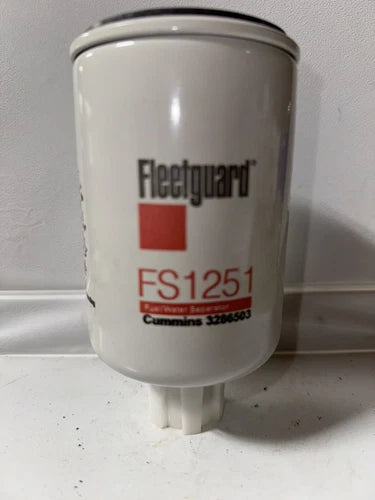 Fleetguard
FS1251
Fuel/Water Separator
Cummins 3286503